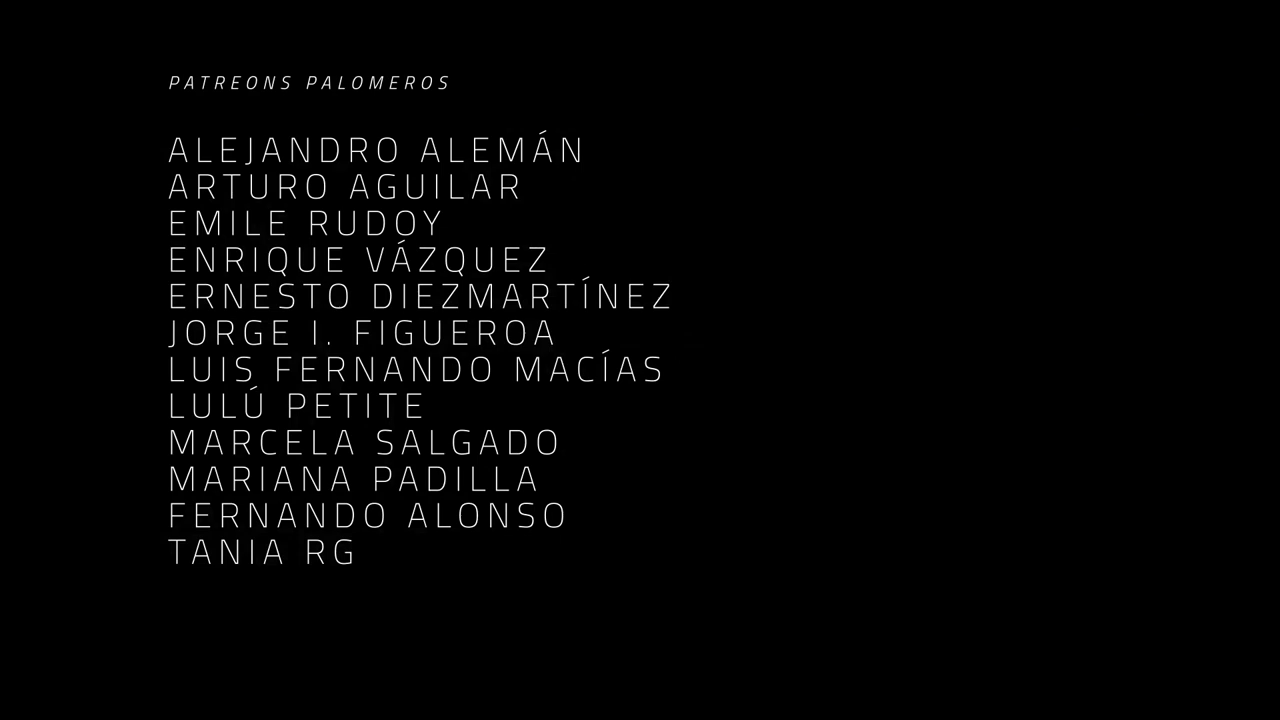 PATREONS PALOMEROS
ALEJANDRO ALEMÁN
ARTURO AGUILAR
EMILE RUDOY
ENRIQUE VÁZQUEZ
ERNESTO DIEZMARTÍNEZ
JORGE I. FIGUEROA
LUIS FERNANDO MACÍAS
LULÚ PETITE
MARCELA SALGADO
MARIANA PADILLA
FERNANDO ALONSO
TANIA RG